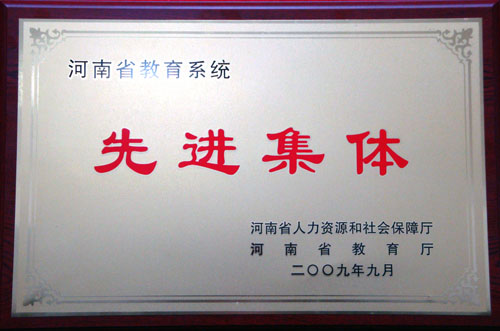 河南省教育系统
先进集体
河南省人力资源和社会保障厅
河南省教育厅
二〇〇九年九月